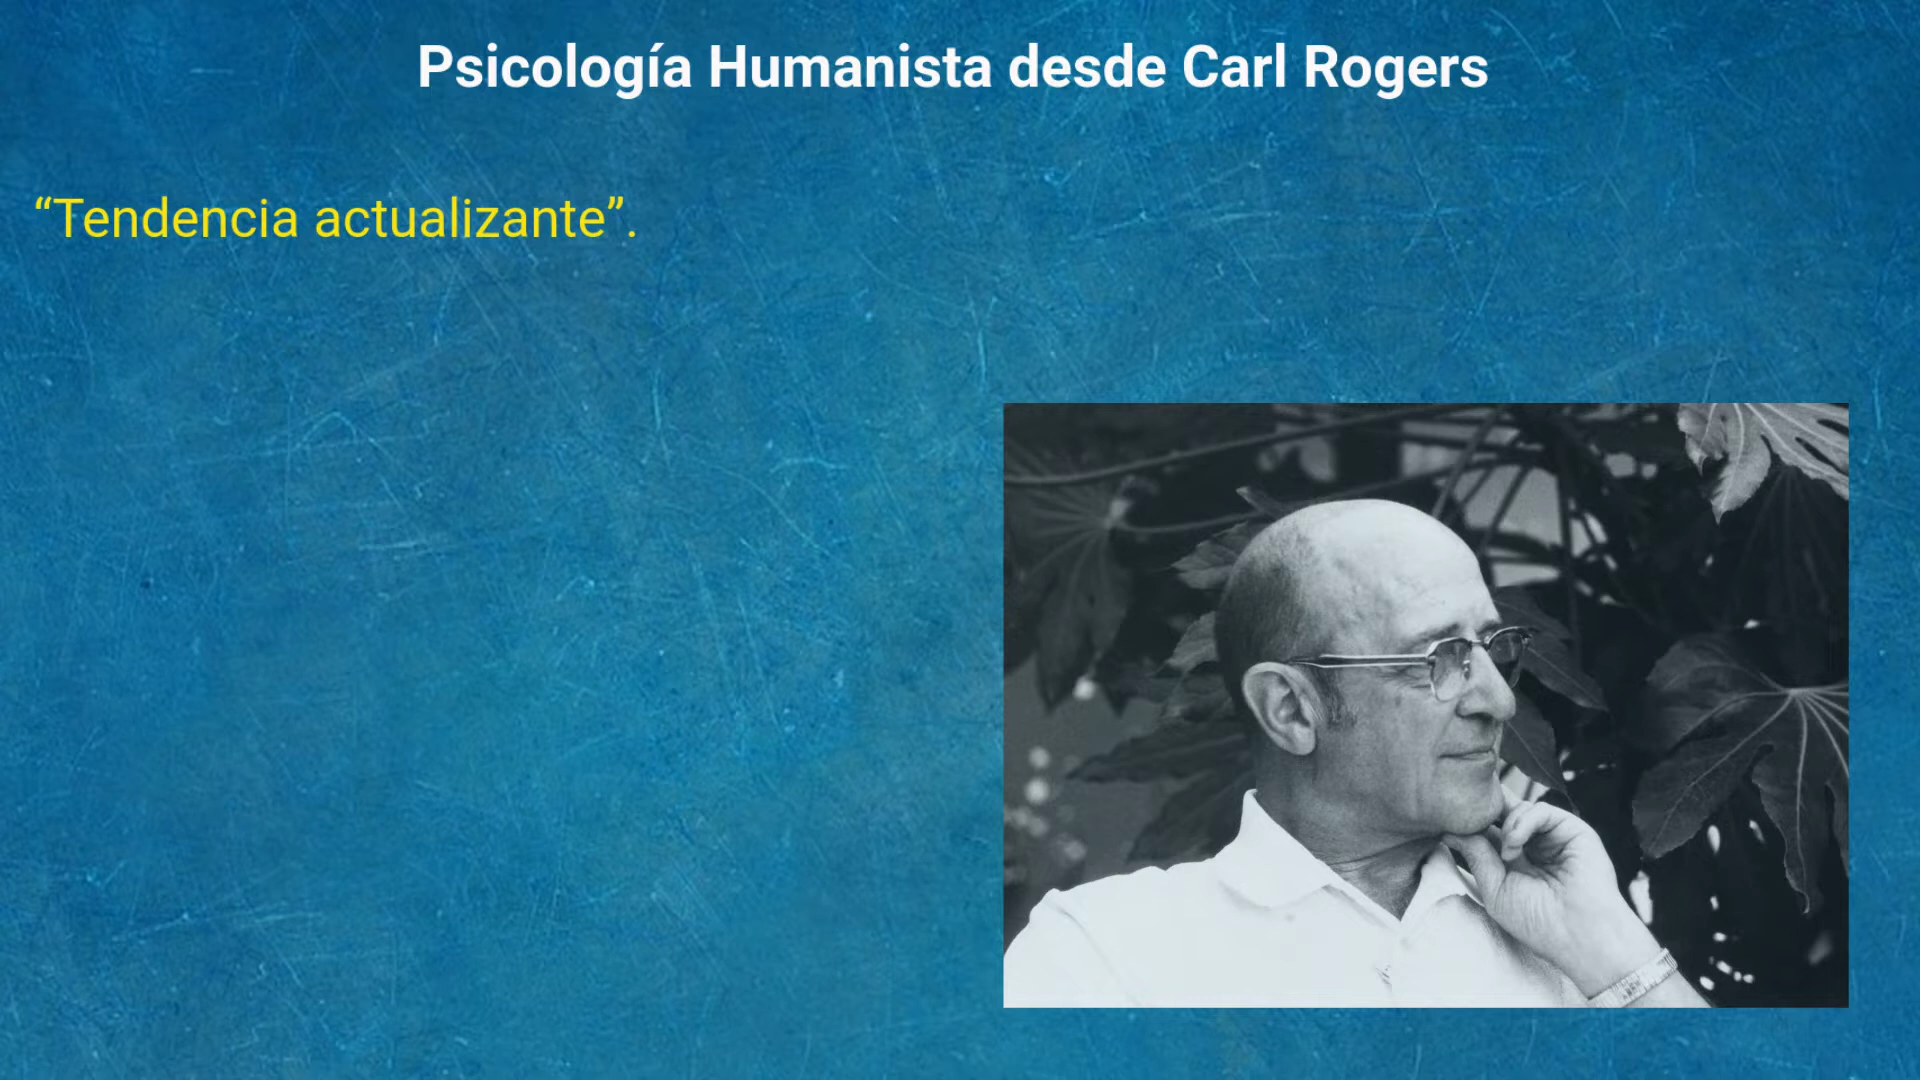 Psicología Humanista desde Carl Rogers
“Tendencia actualizante”.